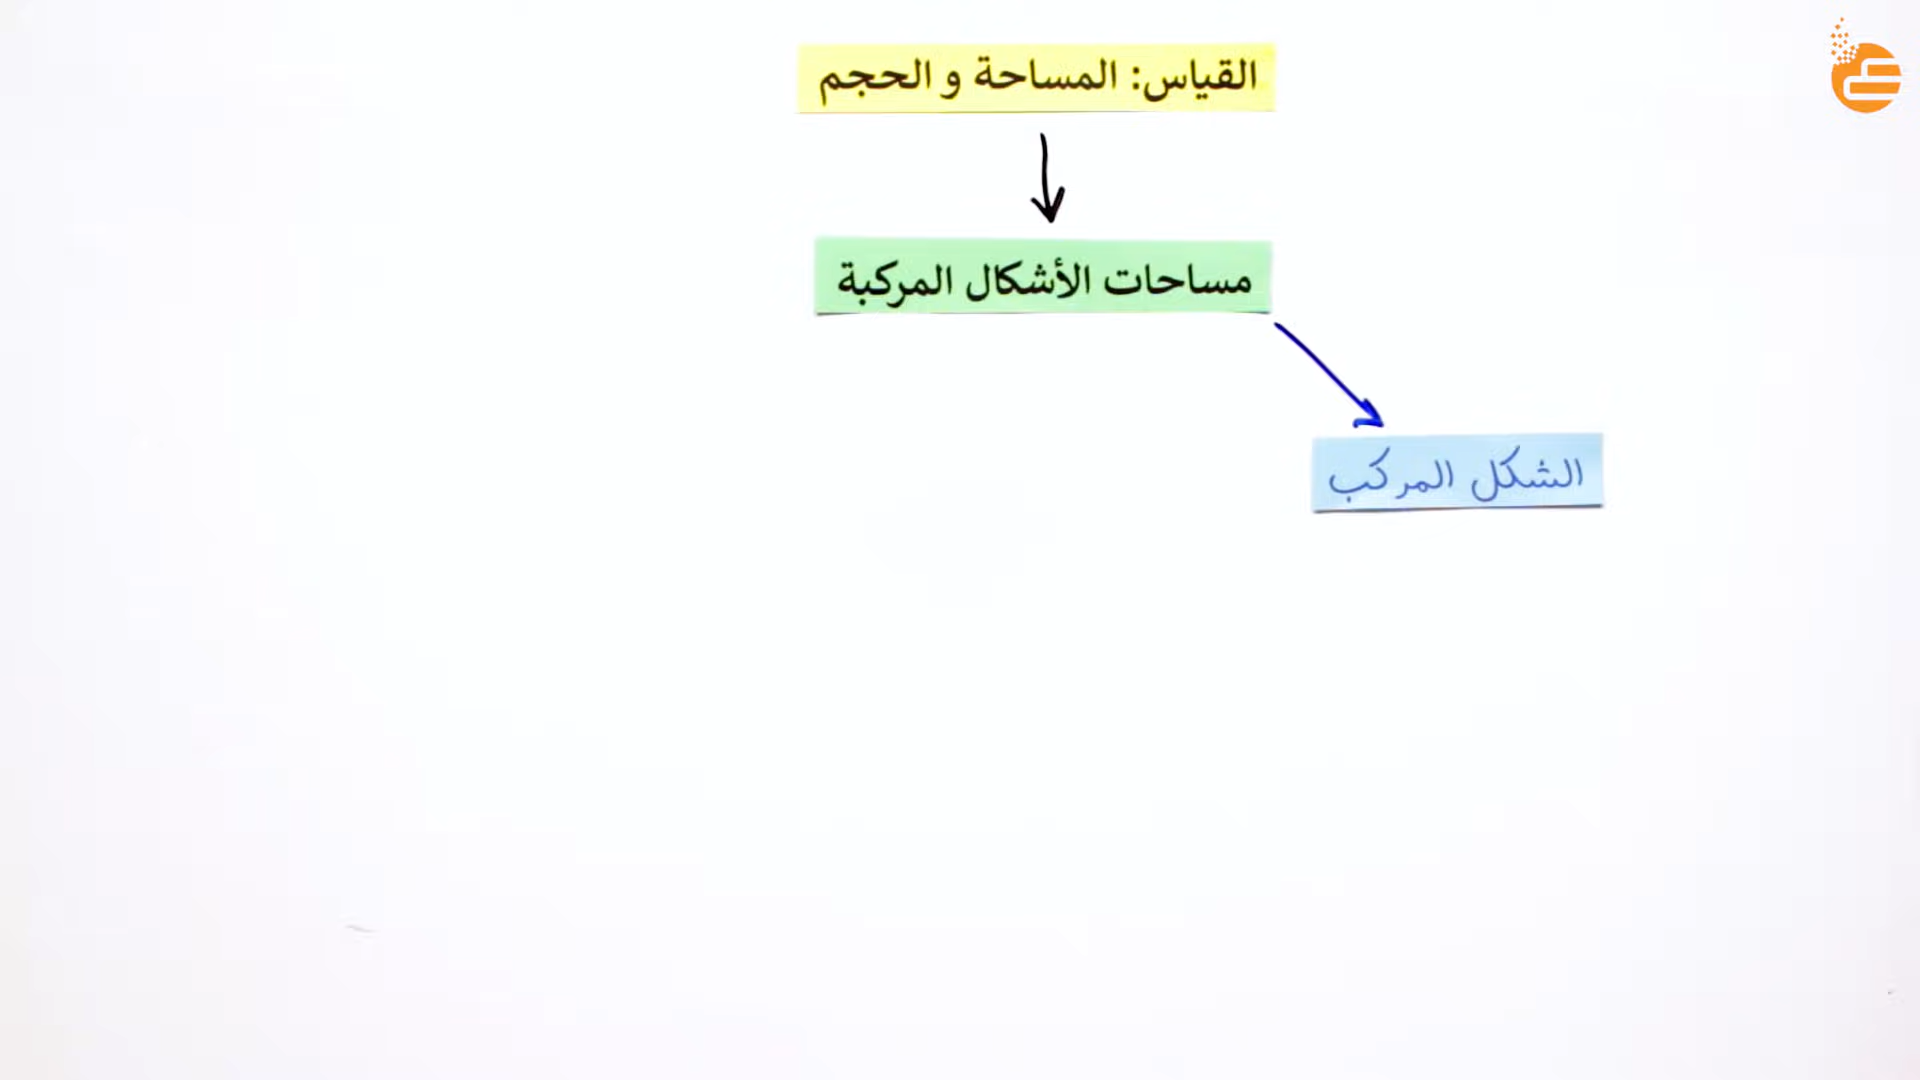 القياس: المساحة و الحجم
مساحات الأشكال المركبة
الشكل المركب